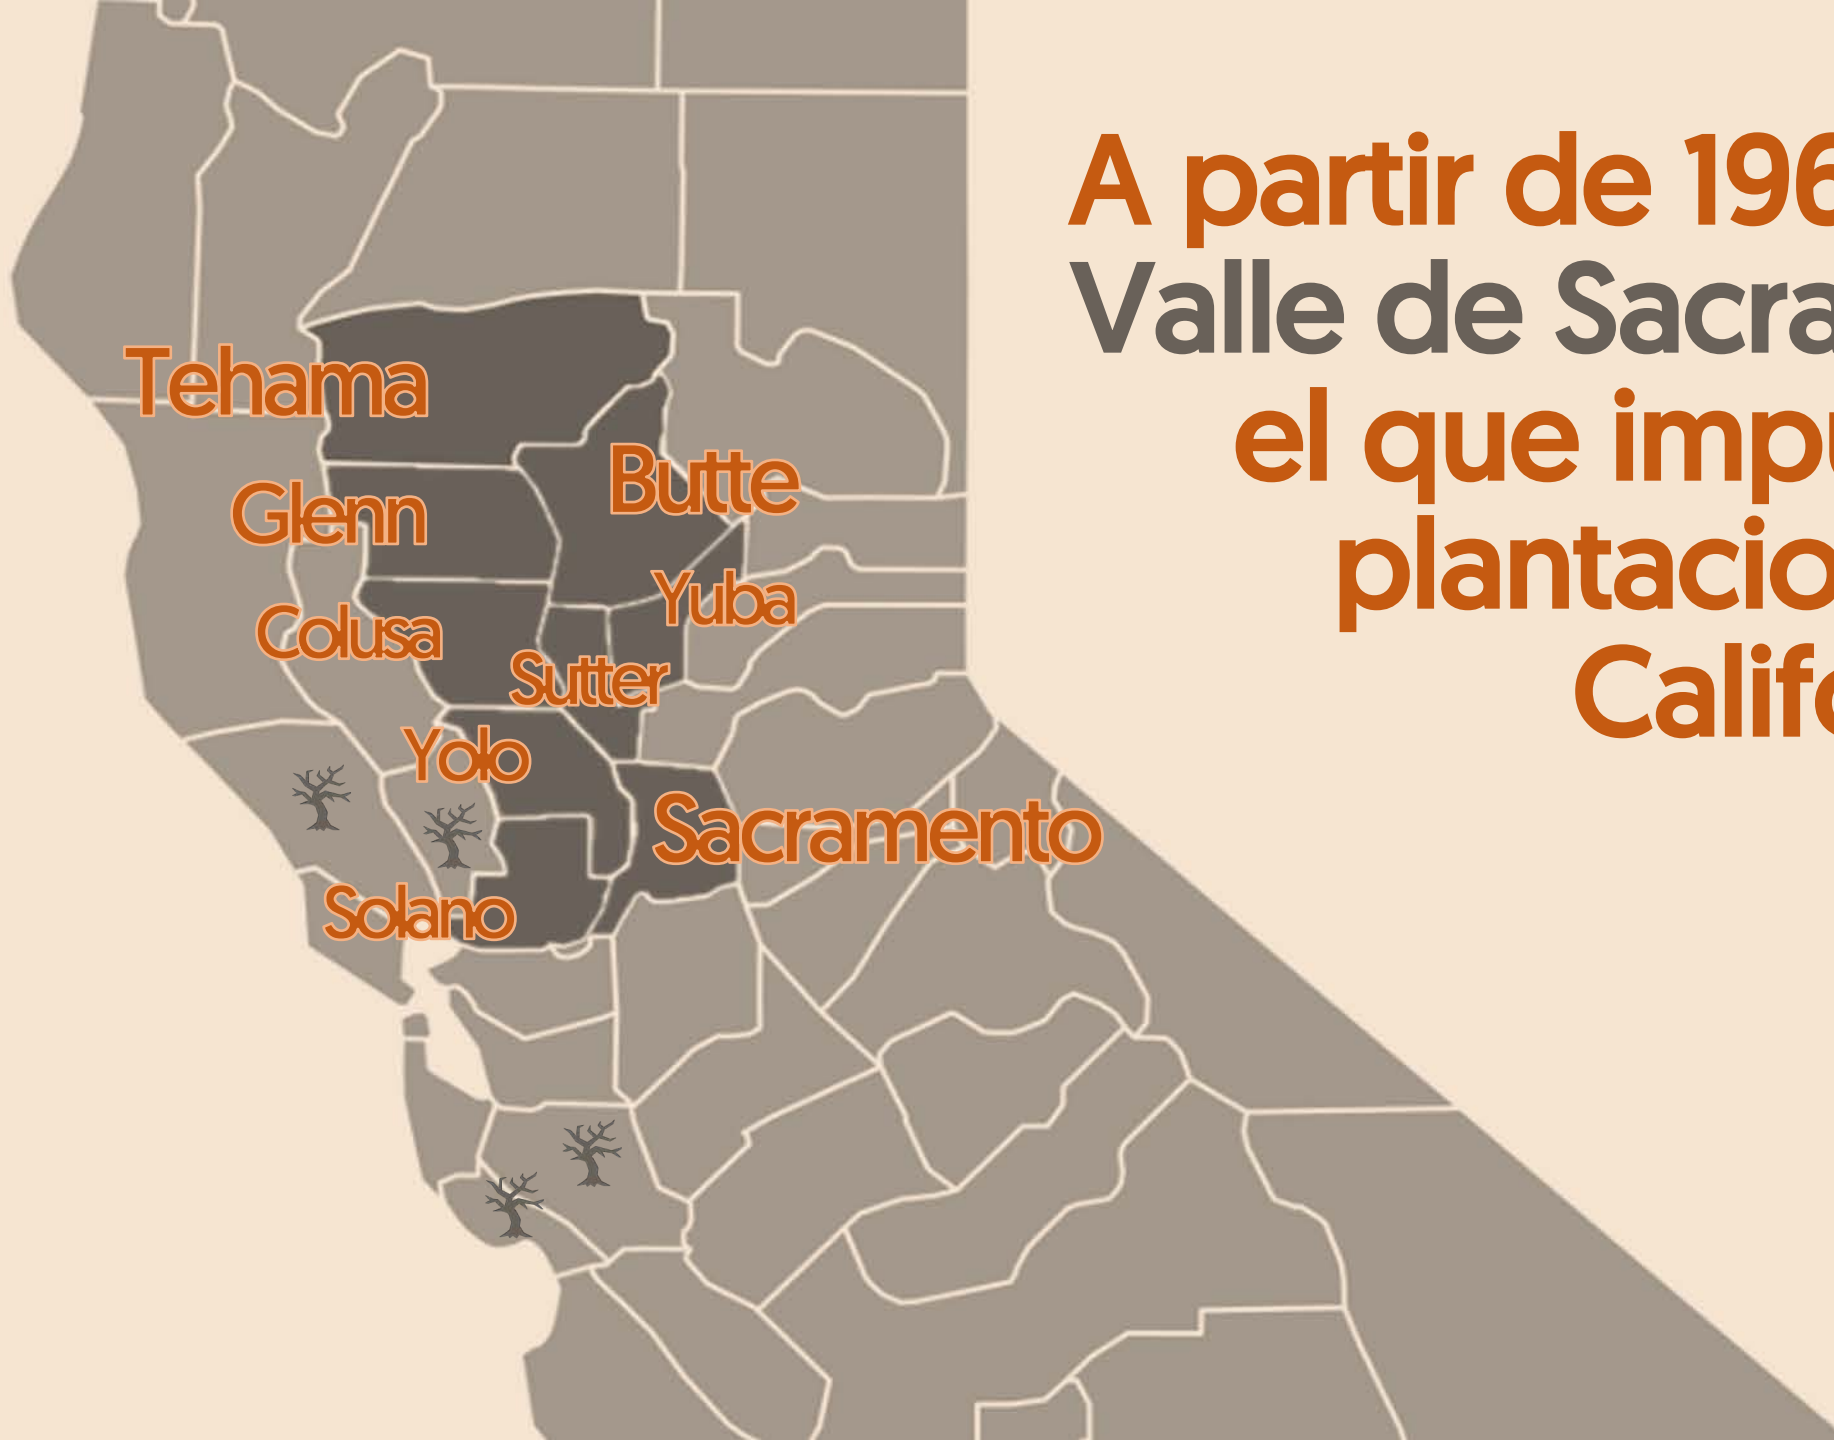 A partir de 196
Valle de Sacra
el que impu
plantacio
Califo
Tehama
Butte
Glenn
Yuba
Colusa
Sutter
Yolo
Sacramento
Solano